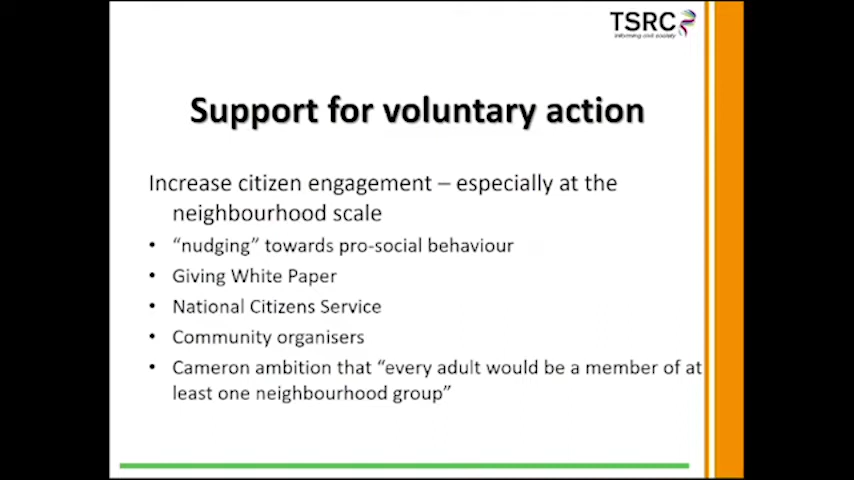 TSRC
informing civil society
Support for voluntary action
Increase citizen engagement – especially at the
neighbourhood scale
• “nudging” towards pro-social behaviour
• Giving White Paper
• National Citizens Service
• Community organisers
• Cameron ambition that “every adult would be a member of at
least one neighbourhood group”